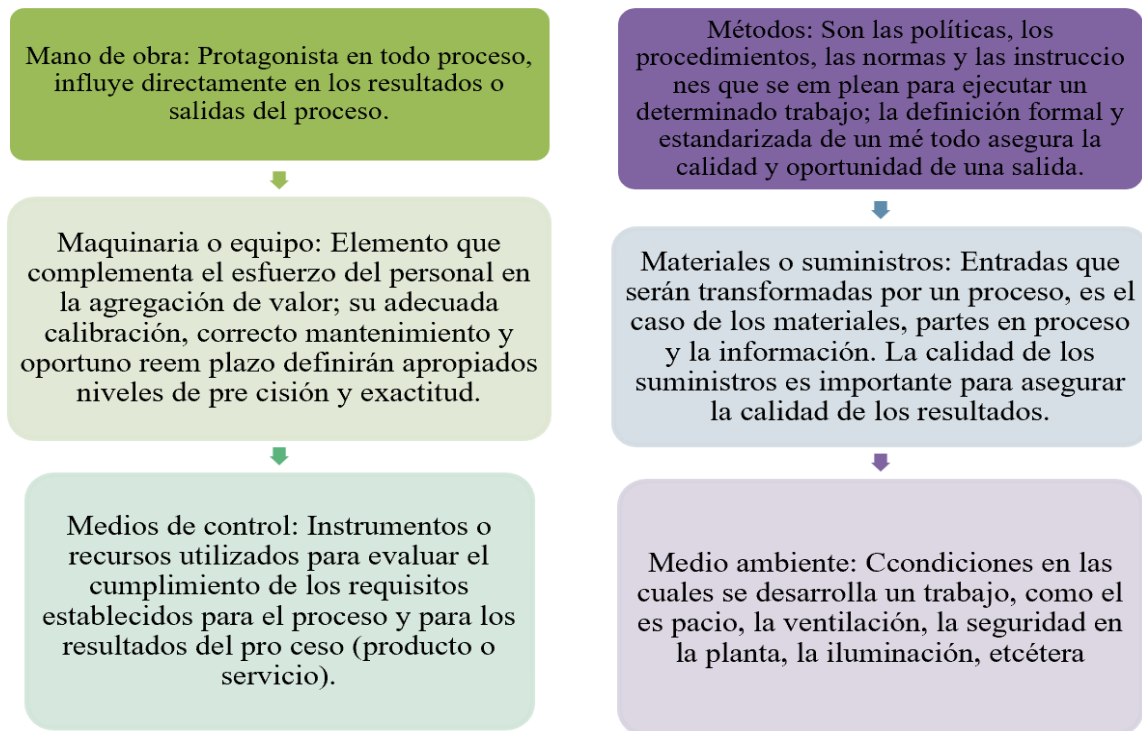 Mano de obra: Protagonista en todo proceso,
influye directamente en los resultados o
salidas del proceso.
Maquinaria o equipo: Elemento que
complementa el esfuerzo del personal en
la agregación de valor; su adecuada
calibración, correcto mantenimiento y
oportuno reem plazo definirán apropiados
niveles de pre cisión y exactitud.
Medios de control: Instrumentos o
recursos utilizados para evaluar el
cumplimiento de los requisitos
establecidos para el proceso y para los
resultados del pro ceso (producto o
servicio).
Métodos: Son las políticas, los
procedimientos, las normas y las instruccio
nes que se em plean para ejecutar un
determinado trabajo; la definición formal y
estandarizada de un mé todo asegura la
calidad y oportunidad de una salida.
Materiales o suministros: Entradas que
serán transformadas por un proceso, es el
caso de los materiales, partes en proceso
y la información. La calidad de los
suministros es importante para asegurar
la calidad de los resultados.
Medio ambiente: Ccondiciones en las
cuales se desarrolla un trabajo, como el
es pacio, la ventilación, la seguridad en
la planta, la iluminación, etcétera